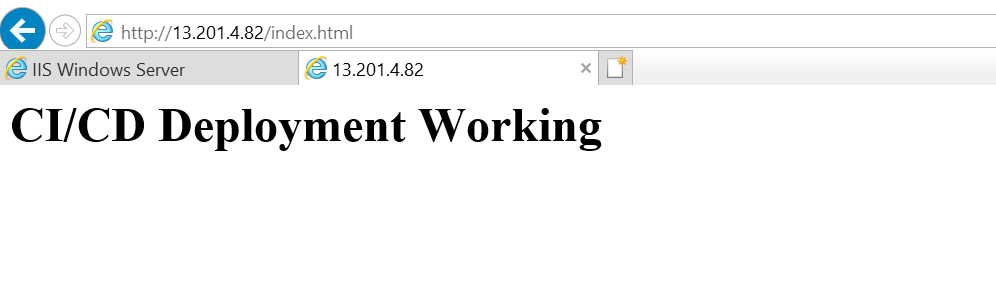 http://13.201.4.82/index.html
IIS Windows Server
13.201.4.82
CI/CD Deployment Working